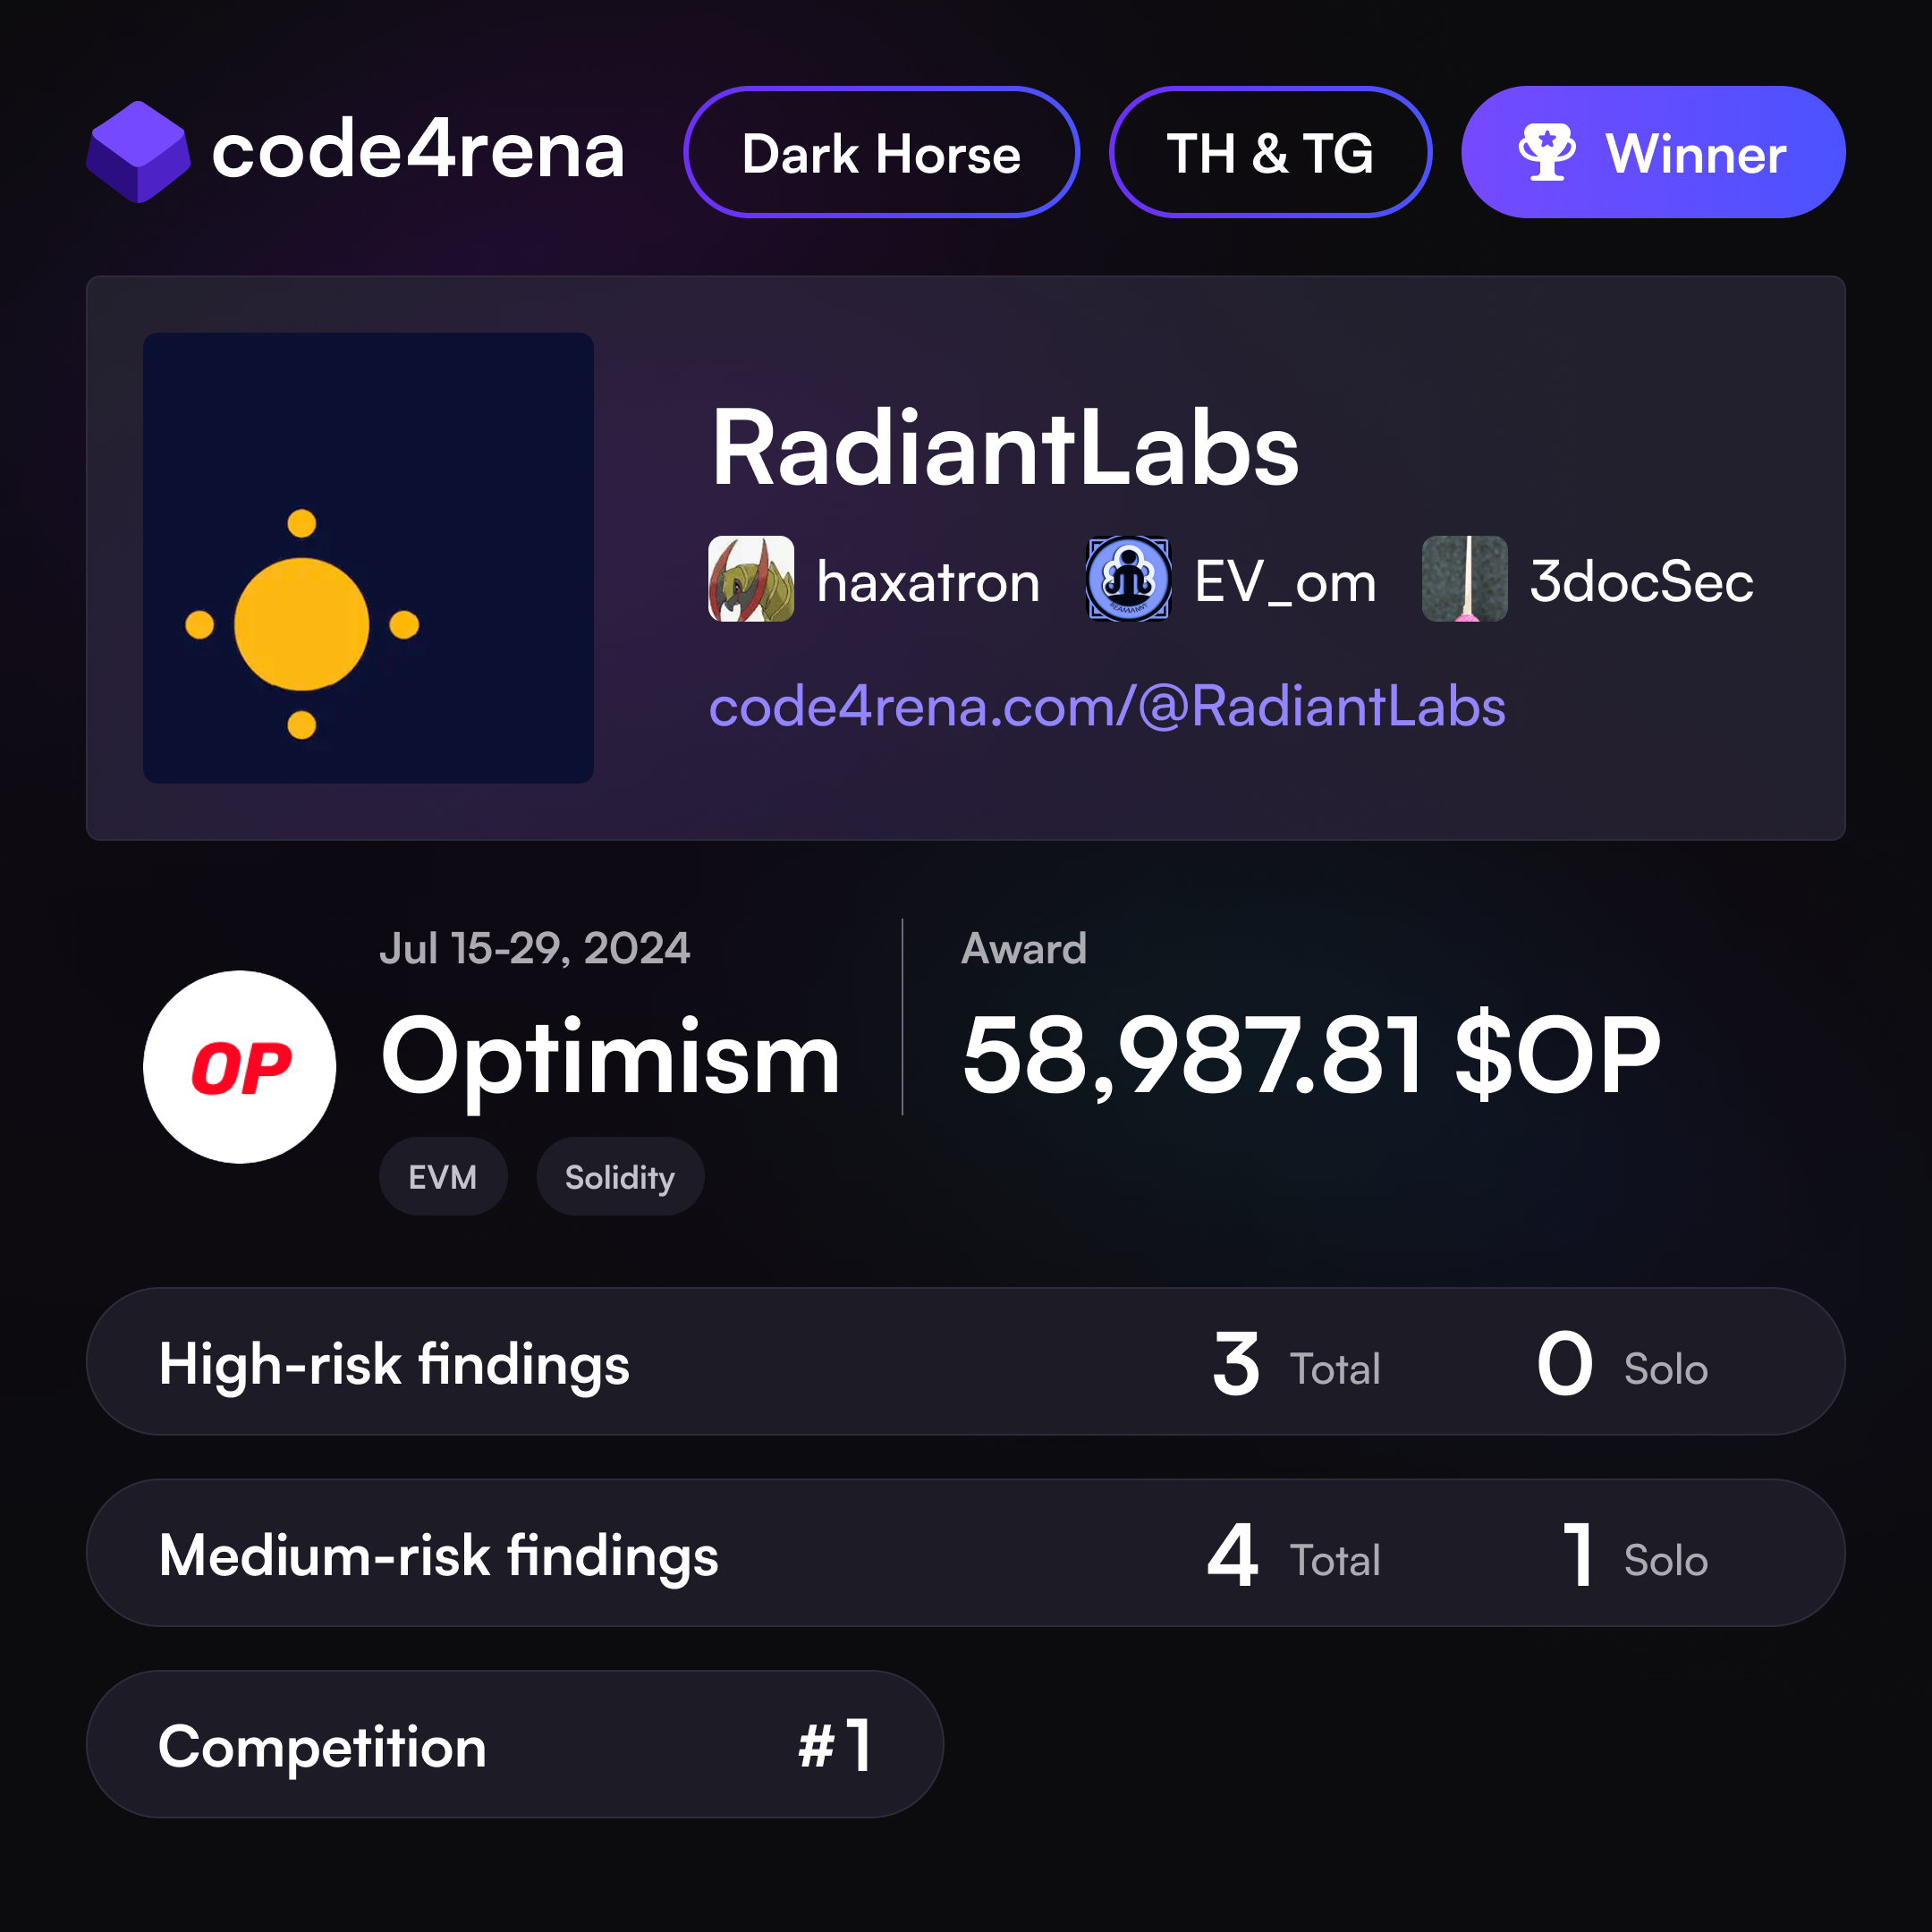 code4rena Dark Horse TH & TG Winner
RadiantLabs
haxatron EV_om 3docSec
code4rena.com/@RadiantLabs
Jul 15-29, 2024 Award
OP Optimism 58,987.81 $OP
EVM Solidity
High-risk findings 3 Total 0 Solo
Medium-risk findings 4 Total 1 Solo
Competition #1